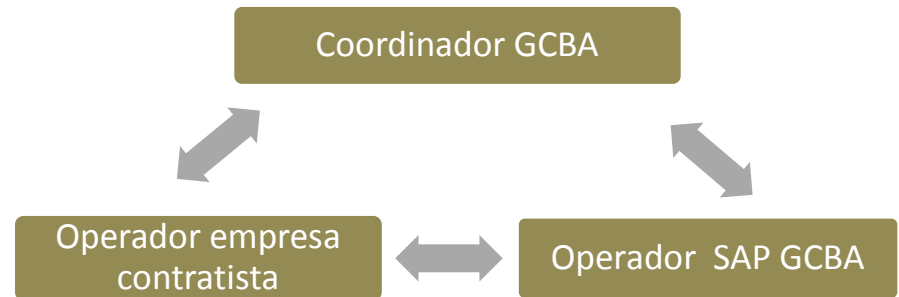 Coordinador GCBA
Operador empresa
contratista
Operador SAP GCBA